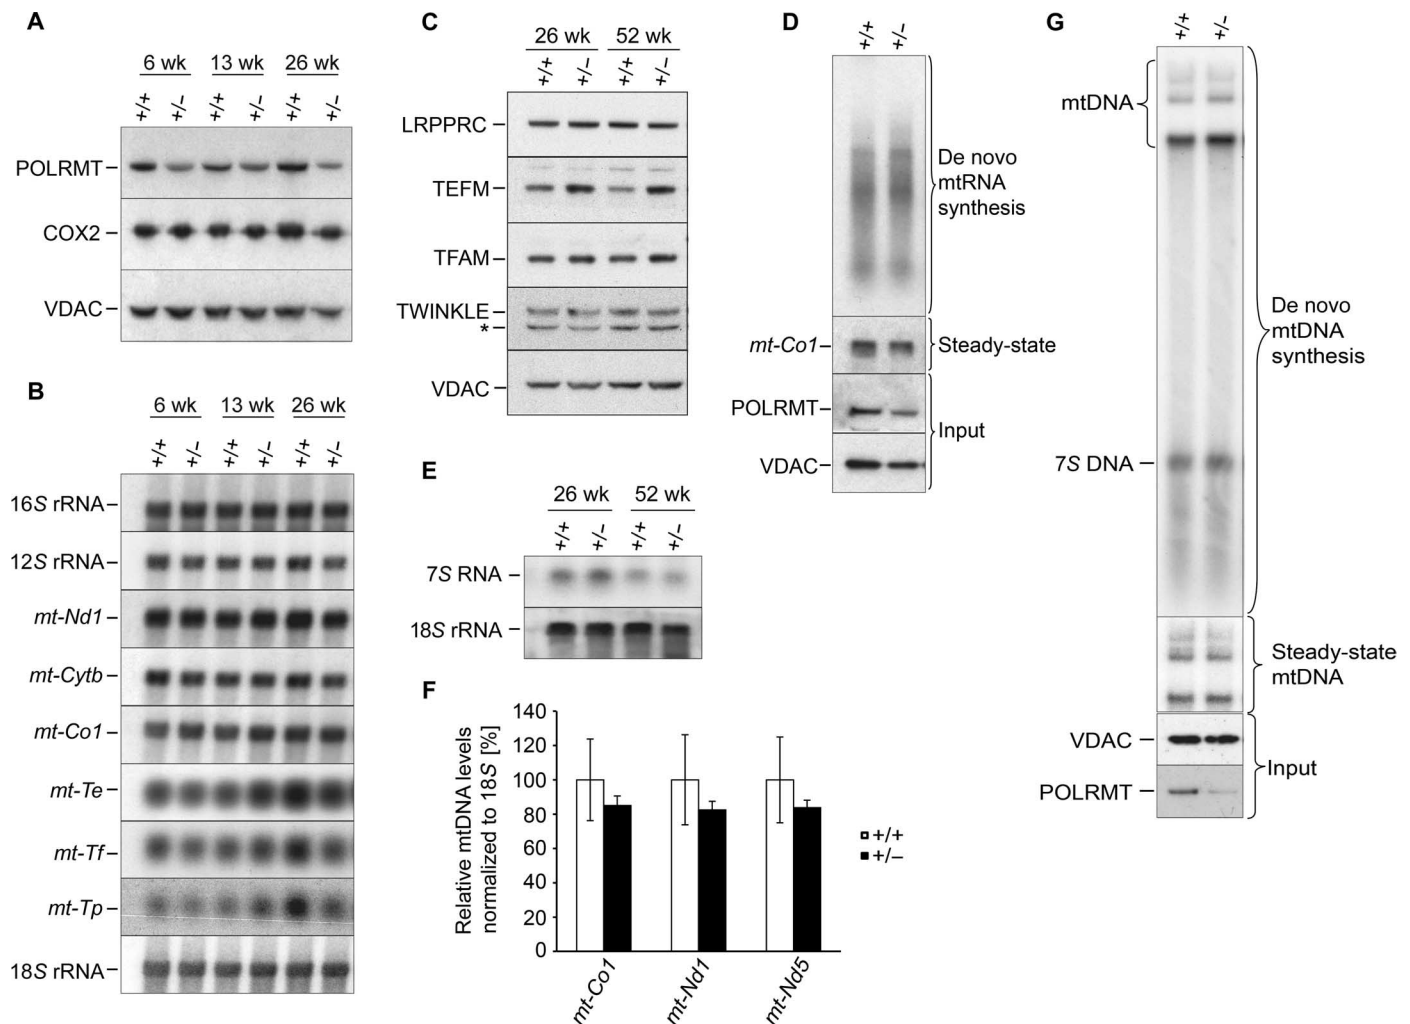 A
6 wk 13 wk 26 wk
+/+ +/– +/+ +/– +/+ +/–
POLRMT
COX2
VDAC
B
6 wk 13 wk 26 wk
+/+ +/– +/+ +/– +/+ +/–
16S rRNA
12S rRNA
mt-Nd1
mt-Cytb
mt-Co1
mt-Te
mt-Tf
mt-Tp
18S rRNA
C
26 wk 52 wk
+/+ +/– +/+ +/–
LRPPRC
TEFM
TFAM
TWINKLE
*
VDAC
D
+/+ +/–
De novo
mtRNA
synthesis
mt-Co1
Steady-state
POLRMT
Input
VDAC
E
26 wk 52 wk
+/+ +/– +/+ +/–
7S RNA
18S rRNA
F
Relative mtDNA levels
normalized to 18S [%]
140
120
100
80
60
40
20
0
mt-Co1
mt-Nd1
mt-Nd5
+/+
+/–
G
+/+ +/–
mtDNA
De novo
mtDNA
synthesis
7S DNA
Steady-state
mtDNA
VDAC
Input
POLRMT